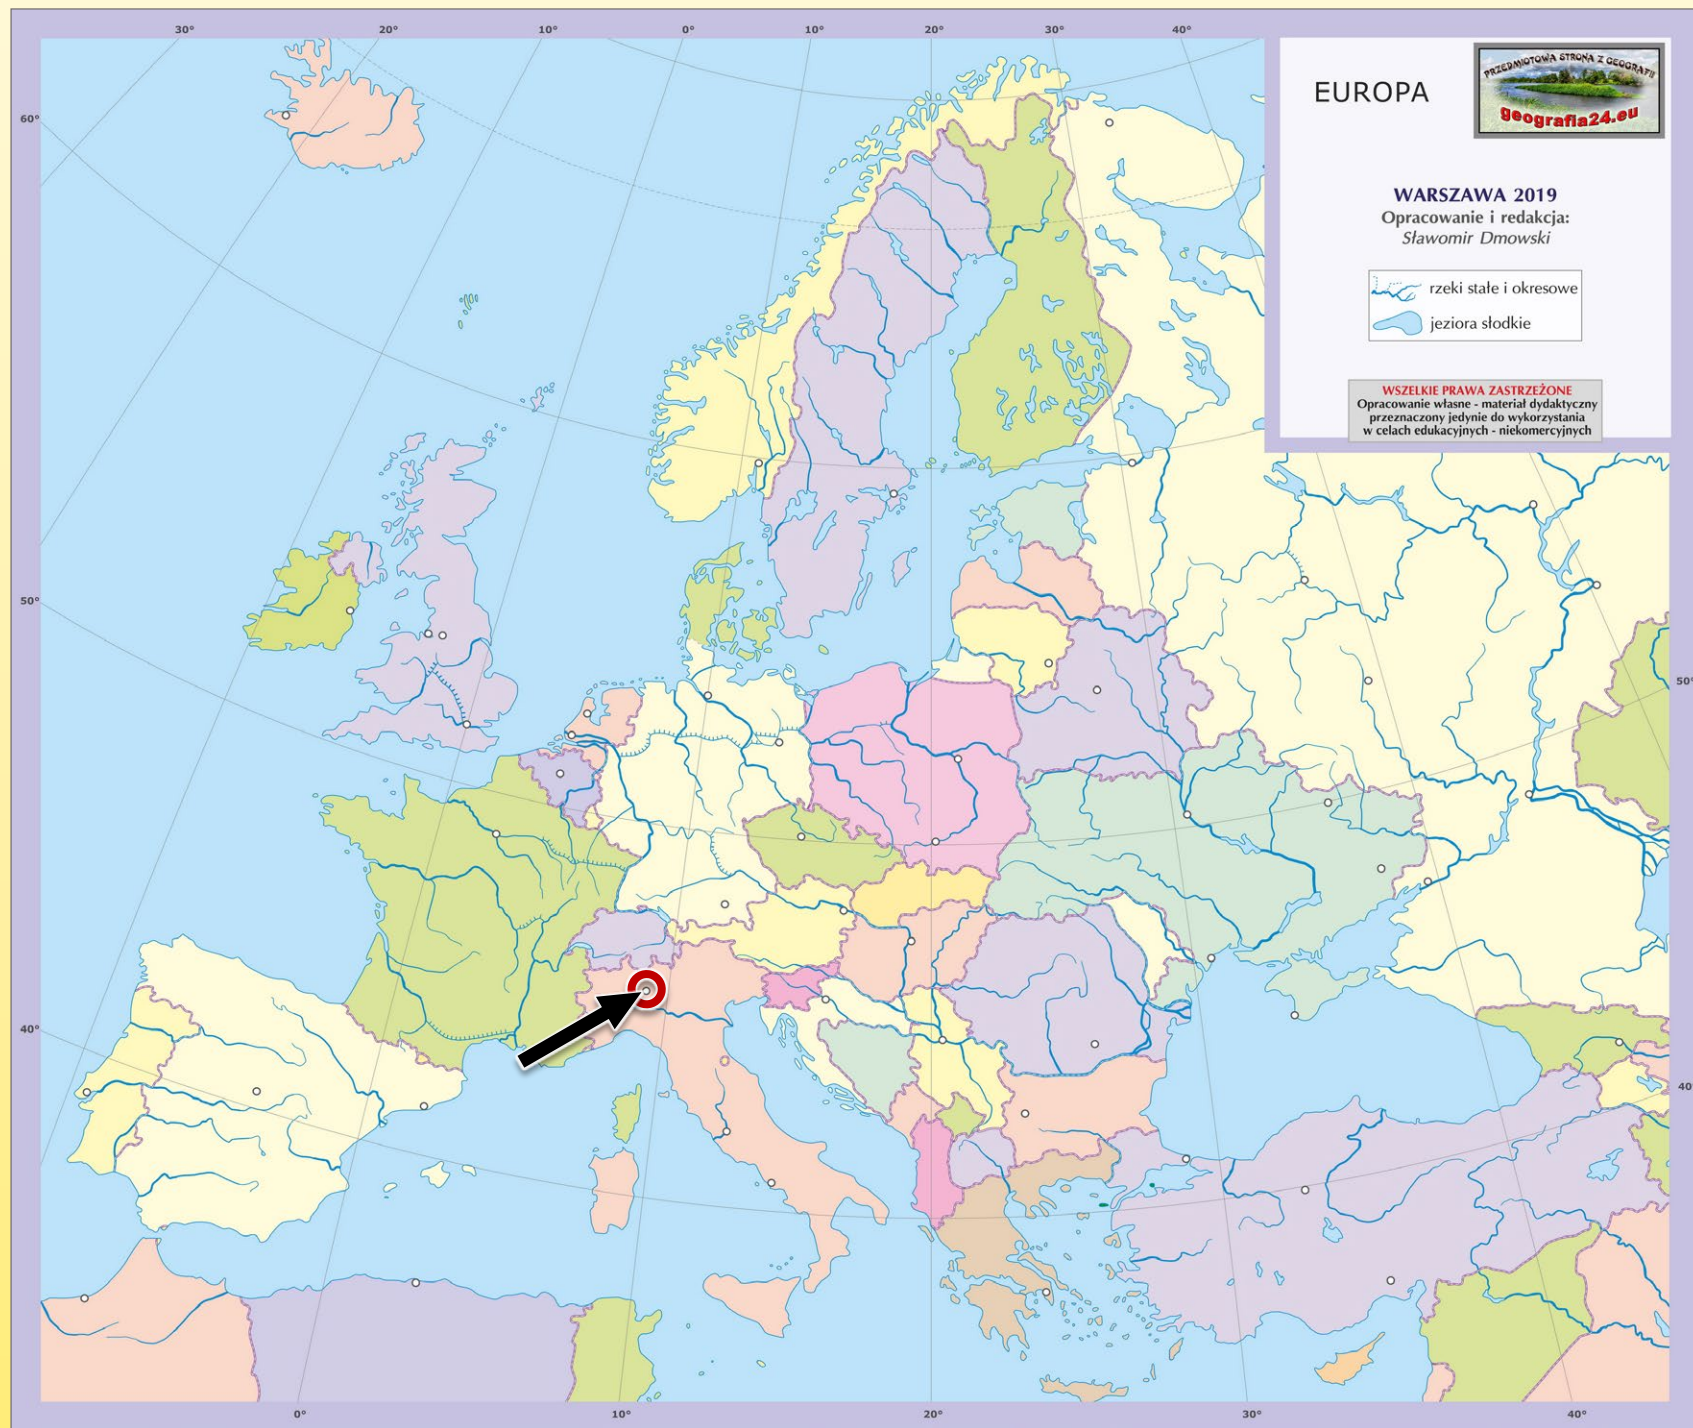 30° 20° 10° 0° 10° 20° 30° 40°
60°
50°
40°
50°
40°
0° 10° 20° 30° 40°
EUROPA
PRZEDMIOTOWA STRONA Z GEOGRAFII
geografia24.eu
WARSZAWA 2019
Opracowanie i redakcja:
Sławomir Dmowski
rzeki stałe i okresowe
jeziora słodkie
WSZELKIE PRAWA ZASTRZEŻONE
Opracowanie własne - materiał dydaktyczny
przeznaczony jedynie do wykorzystania
w celach edukacyjnych - niekomercyjnych